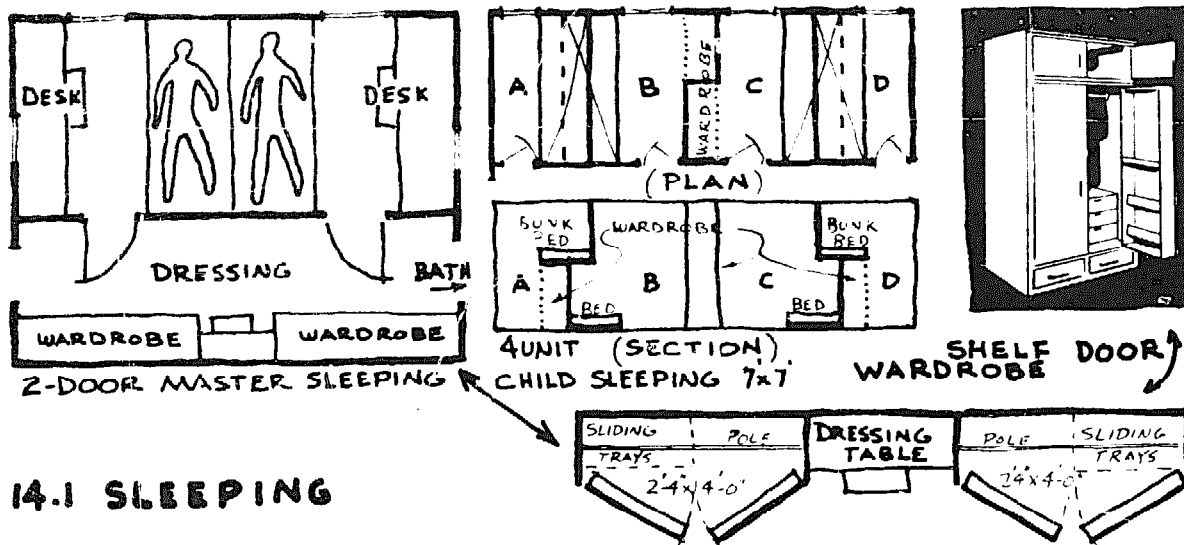 DESK
DESK
DRESSING
BATH
WARDROBE
WARDROBE
2-DOOR MASTER SLEEPING
A
B
WARDROBE
C
D
(PLAN)
BUNK BED
WARDROBE
BUNK BED
A
B
C
D
BED
BED
4 UNIT (SECTION)
CHILD SLEEPING 7'x7'
SHELF DOOR
WARDROBE
SLIDING
TRAYS
POLE
2'-4"x4'-0"
DRESSING
TABLE
POLE
SLIDING
TRAYS
2'4"x4'-0"
14.1 SLEEPING